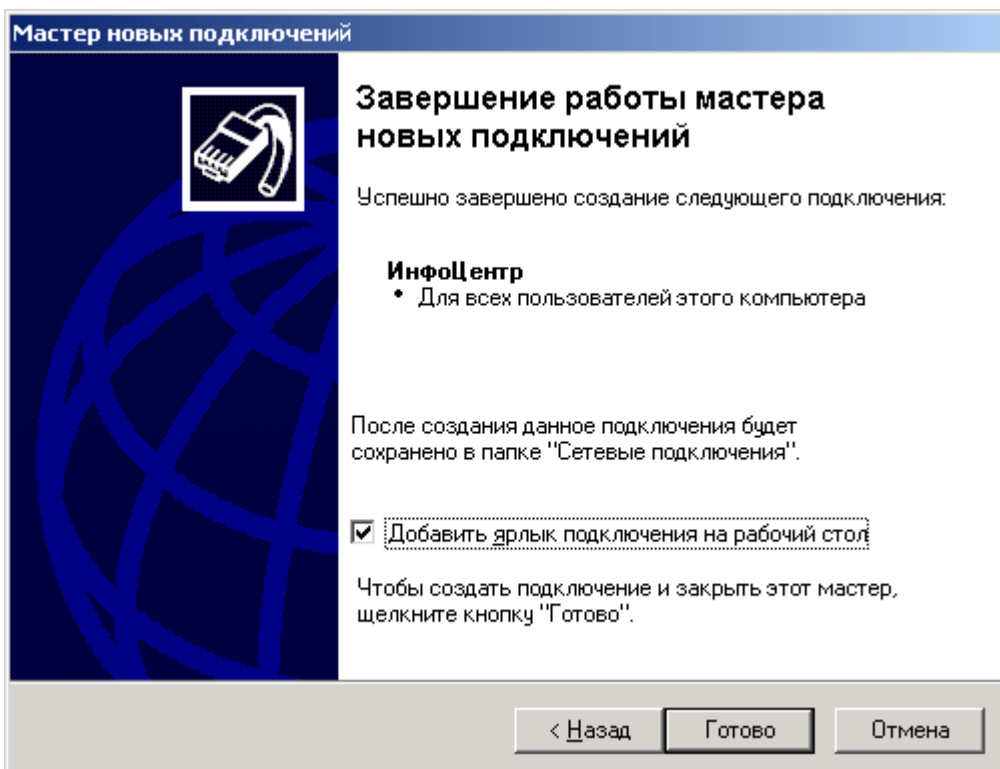 Мастер новых подключений
Завершение работы мастера
новых подключений
Успешно завершено создание следующего подключения:
ИнфоЦентр
• Для всех пользователей этого компьютера
После создания данное подключения будет
сохранено в папке "Сетевые подключения".
Добавить ярлык подключения на рабочий стол
Чтобы создать подключение и закрыть этот мастер,
щелкните кнопку "Готово".
< Назад Готово Отмена